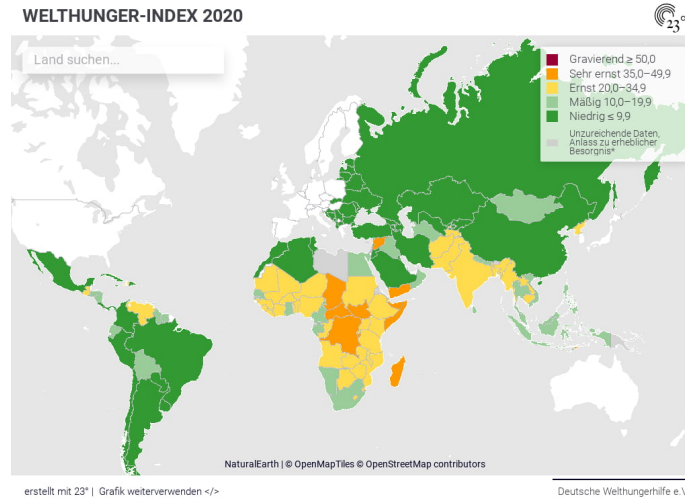 WELTHUNGER-INDEX 2020
23°
Land suchen...
Gravierend ≥ 50,0
Sehr ernst 35,0–49,9
Ernst 20,0–34,9
Mäßig 10,0–19,9
Niedrig ≤ 9,9
Unzureichende Daten,
Anlass zu erheblicher
Besorgnis*
NaturalEarth | © OpenMapTiles © OpenStreetMap contributors
erstellt mit 23° | Grafik weiterverwenden </>
Deutsche Welthungerhilfe e.V